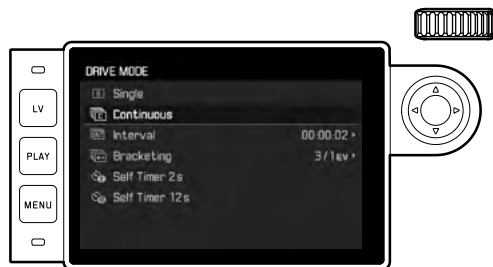 DRIVE MODE
Single
Continuous
Interval 00:00:02
Bracketing 3/1EV
Self Timer 2s
Self Timer 12s
LV
PLAY
MENU